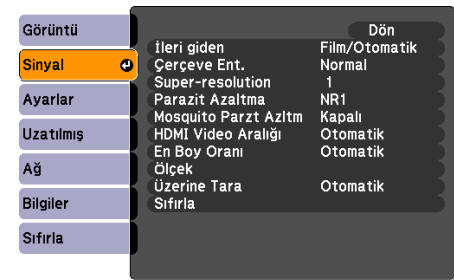 Görüntü
Sinyal
Ayarlar
Uzatılmış
Ağ
Bilgiler
Sıfırla
Dön
İleri giden Film/Otomatik
Çerçeve Ent. Normal
Super-resolution 1
Parazit Azaltma NR1
Mosquito Parzt Azltm Kapalı
HDMI Video Aralığı Otomatik
En Boy Oranı Otomatik
Ölçek
Üzerine Tara Otomatik
Sıfırla